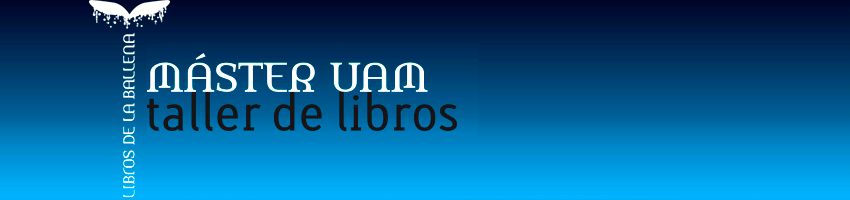 LIBROS DE LA BALLENA
MÁSTER UAM
taller de libros